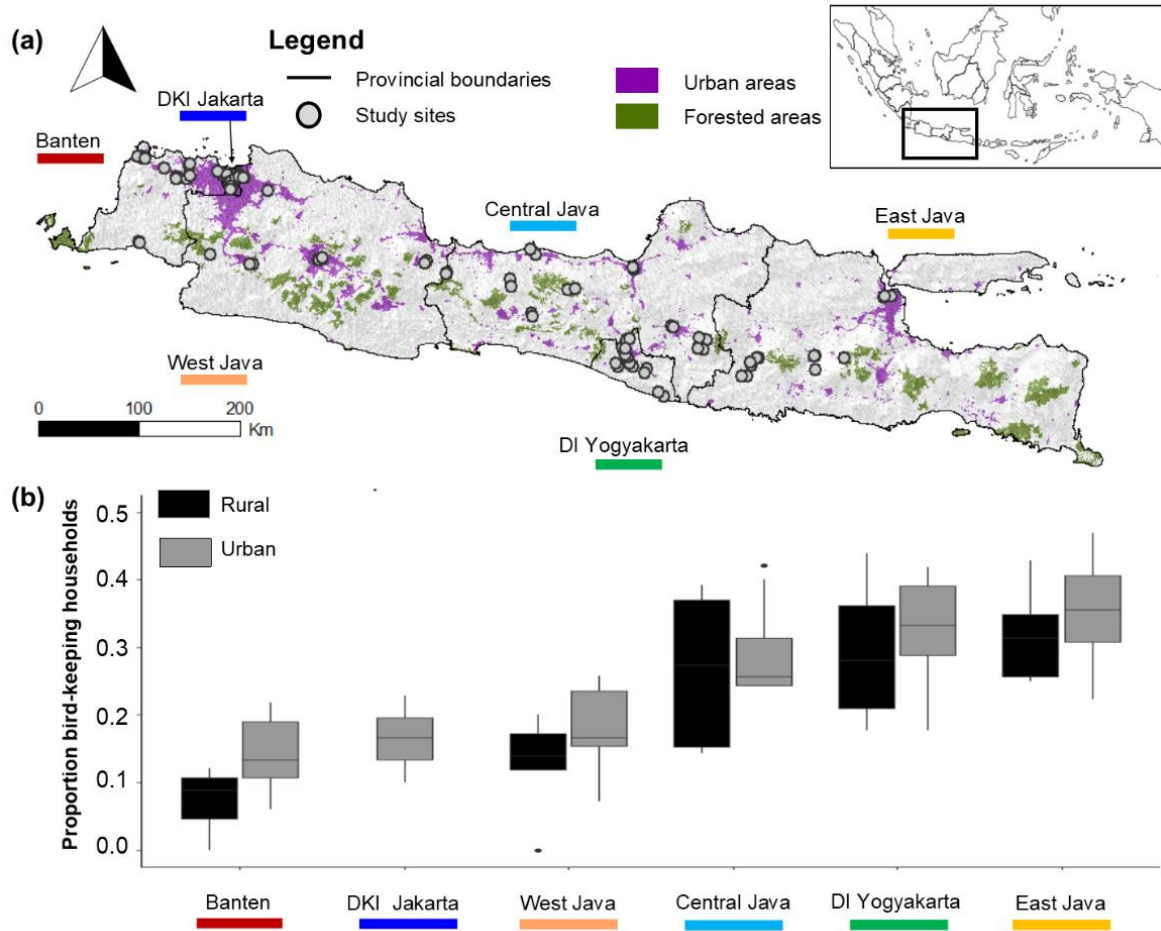 (a)
Legend
Provincial boundaries
Study sites
Urban areas
Forested areas
DKI Jakarta
Banten
Central Java
East Java
West Java
0 100 200
Km
DI Yogyakarta
(b)
Rural
Urban
Proportion bird-keeping households
0.5
0.4
0.3
0.2
0.1
0.0
Banten DKI Jakarta West Java Central Java DI Yogyakarta East Java